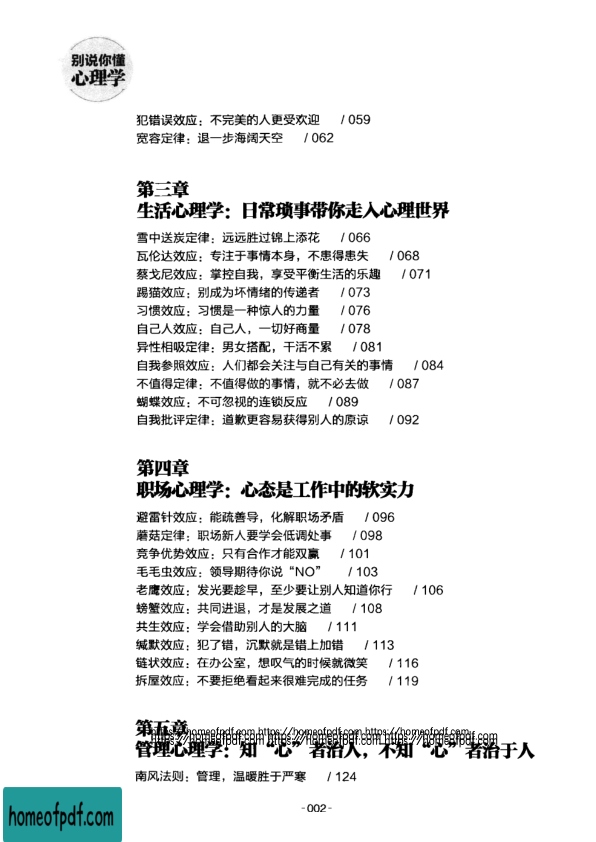 别说你懂
心理学
犯错误效应：不完美的人更受欢迎 / 059
宽容定律：退一步海阔天空 / 062
第三章
生活心理学：日常琐事带你走入心理世界
雪中送炭定律：远远胜过锦上添花 / 066
瓦伦达效应：专注于事情本身，不患得患失 / 068
蔡戈尼效应：掌控自我，享受平衡生活的乐趣 / 071
踢猫效应：别成为坏情绪的传递者 / 073
习惯效应：习惯是一种惊人的力量 / 076
自己人效应：自己人，一切好商量 / 078
异性相吸定律：男女搭配，干活不累 / 081
自我参照效应：人们都会关注与自己有关的事情 / 084
不值得定律：不值得做的事情，就不必去做 / 087
蝴蝶效应：不可忽视的连锁反应 / 089
自我批评定律：道歉更容易获得别人的原谅 / 092
第四章
职场心理学：心态是工作中的软实力
避雷针效应：能疏善导，化解职场矛盾 / 096
蘑菇定律：职场新人要学会低调处事 / 098
竞争优势效应：只有合作才能双赢 / 101
毛毛虫效应：领导期待你说“NO” / 103
老鹰效应：发光要趁早，至少要让别人知道你行 / 106
螃蟹效应：共同进退，才是发展之道 / 108
共生效应：学会借助别人的大脑 / 111
缄默效应：犯了错，沉默就是错上加错 / 113
链状效应：在办公室，想叹气的时候就微笑 / 116
拆屋效应：不要拒绝看起来很难完成的任务 / 119
第五章
https://homeofpdf.com https://homeofpdf.com https://homeofpdf.com
https://homeofpdf.com https://homeofpdf.com https://homeofpdf.com
管理心理学：知“心”者治人，不知“心”者治于人
南风法则：管理，温暖胜于严寒 / 124
- 002 -
homeofpdf.com